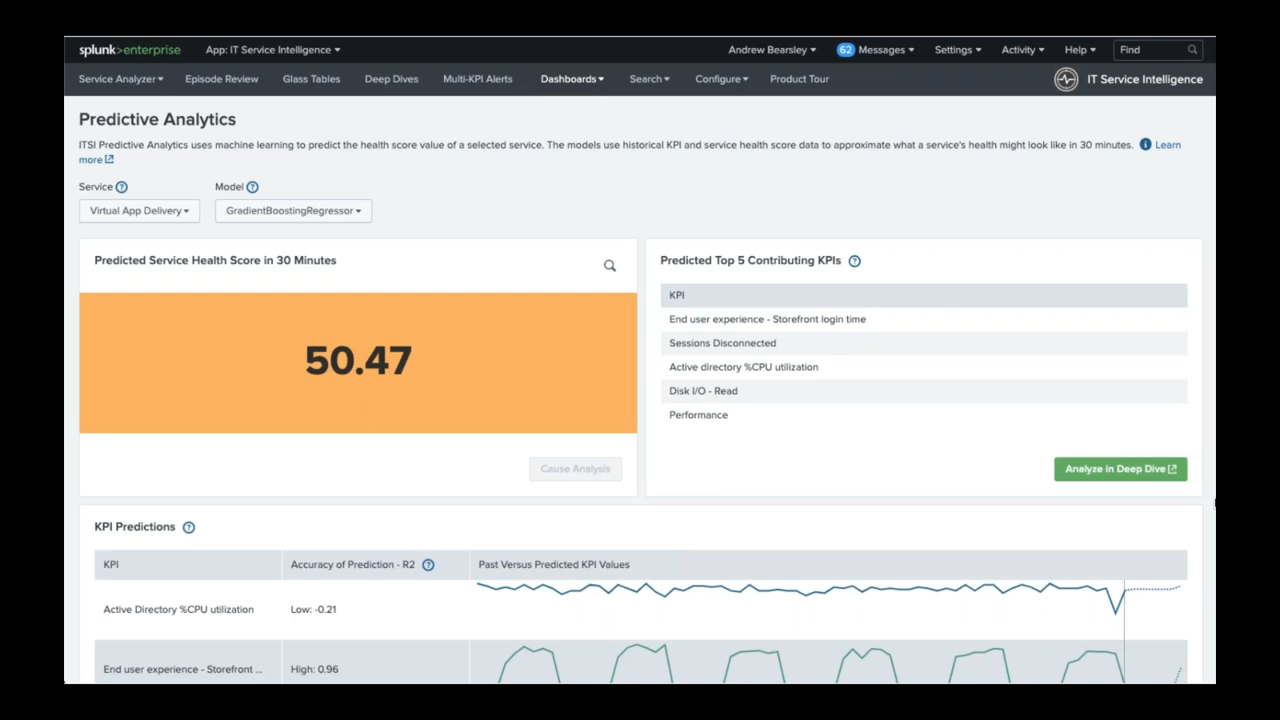 splunk>enterprise App: IT Service Intelligence Andrew Bearsley 62 Messages Settings Activity Help Find
Service Analyzer Episode Review Glass Tables Deep Dives Multi-KPI Alerts Dashboards Search Configure Product Tour IT Service Intelligence
Predictive Analytics
ITSI Predictive Analytics uses machine learning to predict the health score value of a selected service. The models use historical KPI and service health score data to approximate what a service's health might look like in 30 minutes. Learn
more
Service Model
Virtual App Delivery GradientBoostingRegressor
Predicted Service Health Score in 30 Minutes
50.47
Cause Analysis
Predicted Top 5 Contributing KPIs
KPI
End user experience - Storefront login time
Sessions Disconnected
Active directory %CPU utilization
Disk I/O - Read
Performance
Analyze in Deep Dive
KPI Predictions
KPI Accuracy of Prediction - R2 Past Versus Predicted KPI Values
Active Directory %CPU utilization Low: -0.21
End user experience - Storefront ... High: 0.96